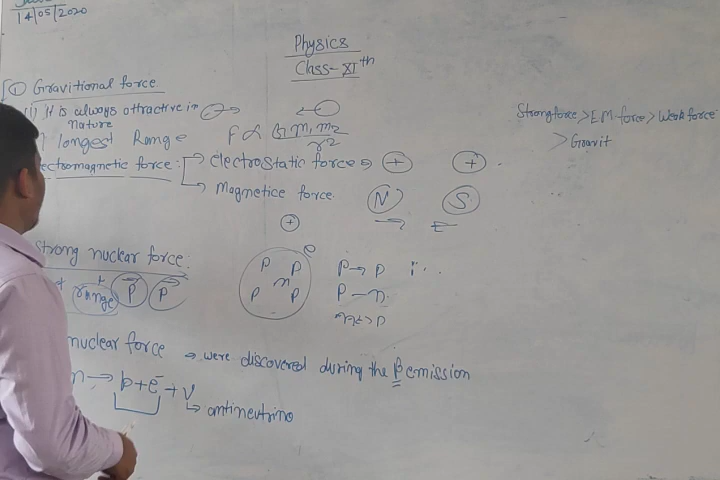 14/05/2020
Physics
Class-XIth
① Gravitional force
(i) It is always attractive in
nature
longest Range F ∝ G m1 m2 / r2
ectromagnetic force: → electrostatic force → + +
→ Magnetice force. N S
+
strong nuclear force:
range P P
e
P P
n
P P
P → P
P — n
n ↔ P
nuclear force → were discovered during the β emission
n → p + e- + ν
→ antineutrino
Strong force > EM force > Weak force
> Gravit